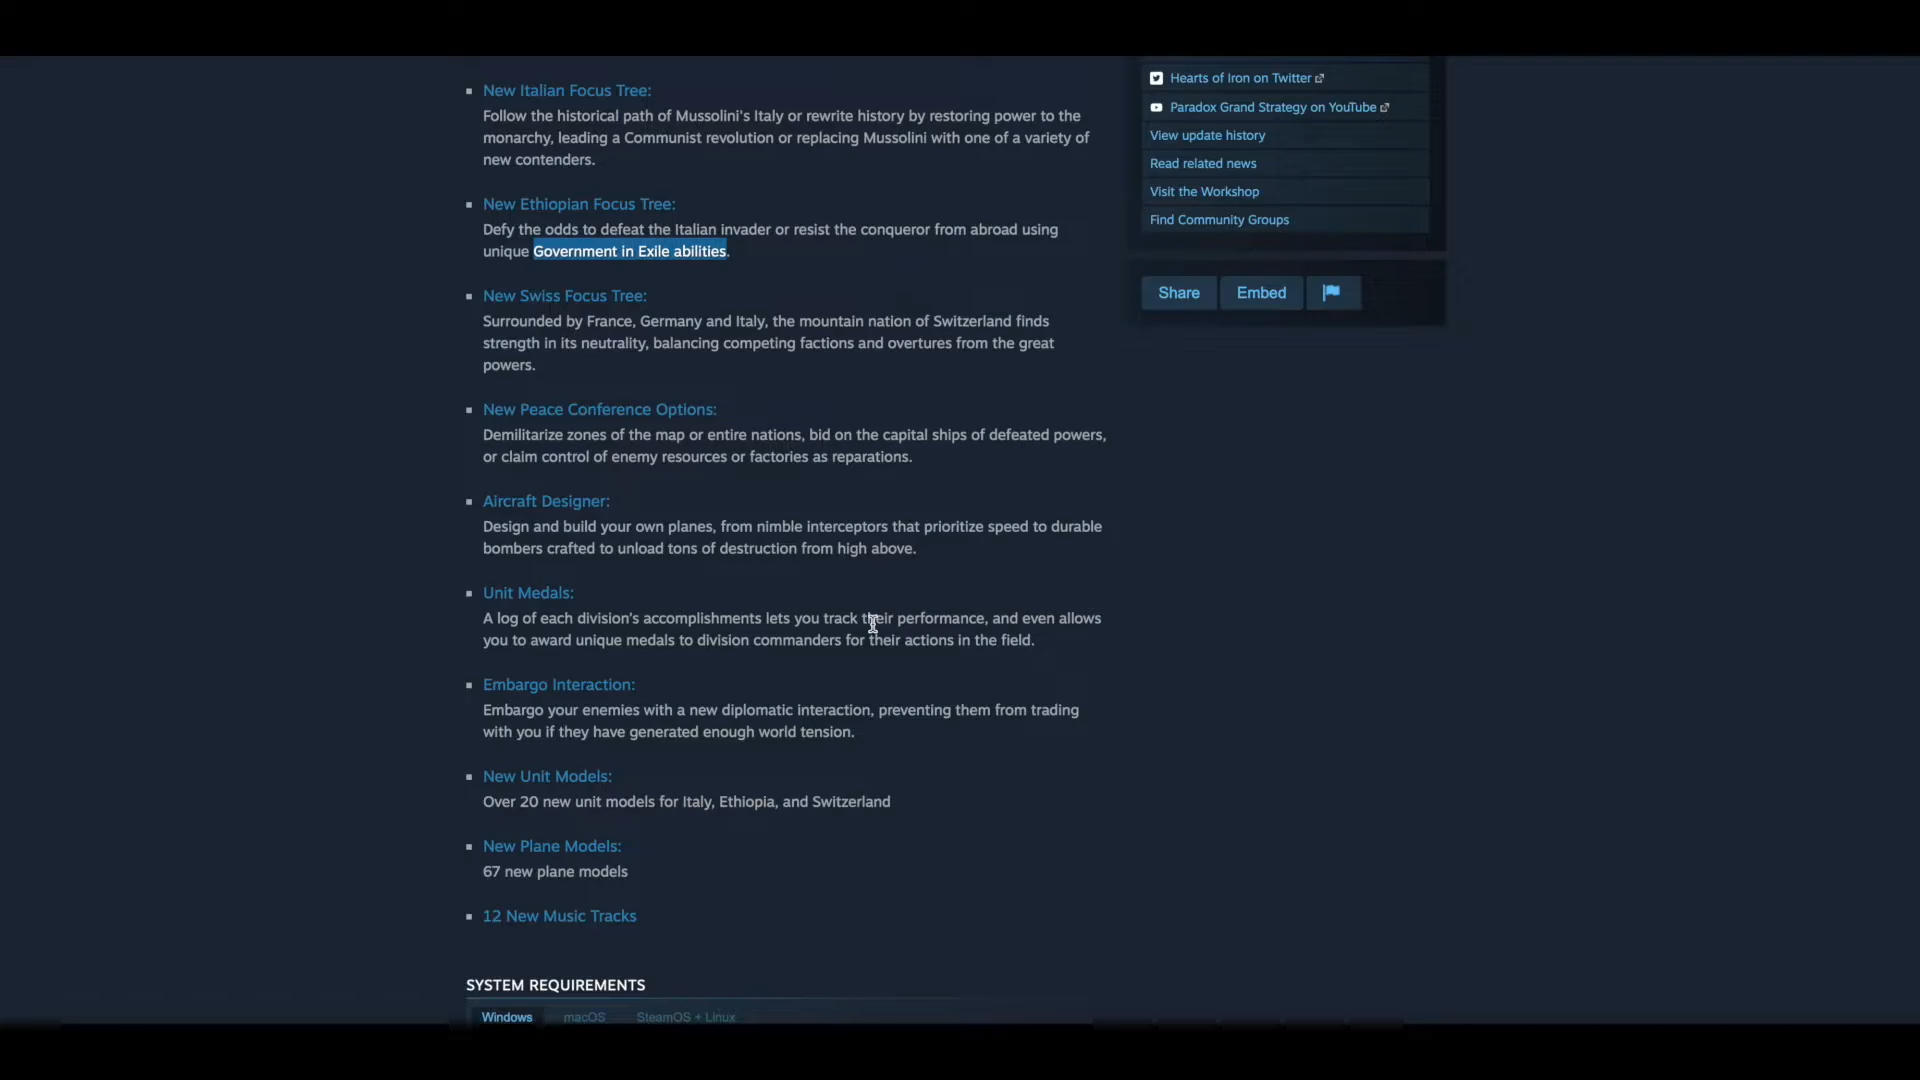 New Italian Focus Tree:
Follow the historical path of Mussolini's Italy or rewrite history by restoring power to the
monarchy, leading a Communist revolution or replacing Mussolini with one of a variety of
new contenders.
New Ethiopian Focus Tree:
Defy the odds to defeat the Italian invader or resist the conqueror from abroad using
unique Government in Exile abilities.
New Swiss Focus Tree:
Surrounded by France, Germany and Italy, the mountain nation of Switzerland finds
strength in its neutrality, balancing competing factions and overtures from the great
powers.
New Peace Conference Options:
Demilitarize zones of the map or entire nations, bid on the capital ships of defeated powers,
or claim control of enemy resources or factories as reparations.
Aircraft Designer:
Design and build your own planes, from nimble interceptors that prioritize speed to durable
bombers crafted to unload tons of destruction from high above.
Unit Medals:
A log of each division's accomplishments lets you track their performance, and even allows
you to award unique medals to division commanders for their actions in the field.
Embargo Interaction:
Embargo your enemies with a new diplomatic interaction, preventing them from trading
with you if they have generated enough world tension.
New Unit Models:
Over 20 new unit models for Italy, Ethiopia, and Switzerland
New Plane Models:
67 new plane models
12 New Music Tracks
SYSTEM REQUIREMENTS
Windows macOS SteamOS + Linux
Hearts of Iron on Twitter
Paradox Grand Strategy on YouTube
View update history
Read related news
Visit the Workshop
Find Community Groups
Share Embed